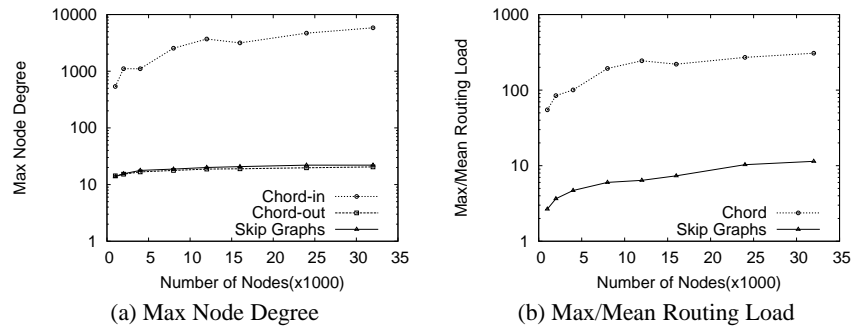 10000
1000
100
10
1
Max Node Degree
Chord-in
Chord-out
Skip Graphs
0 5 10 15 20 25 30 35
Number of Nodes(x1000)
(a) Max Node Degree
1000
100
10
1
Max/Mean Routing Load
Chord
Skip Graphs
0 5 10 15 20 25 30 35
Number of Nodes(x1000)
(b) Max/Mean Routing Load